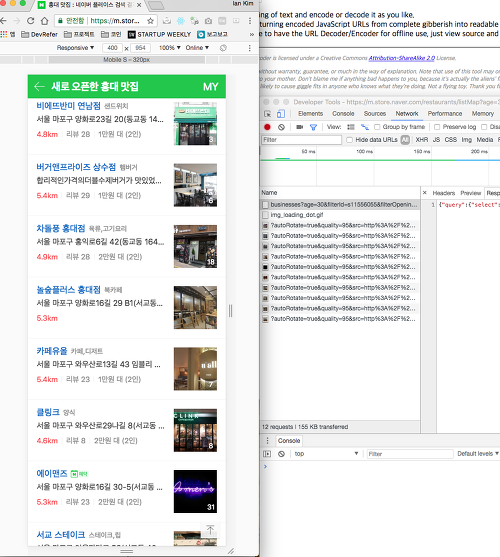 홍대 맛집 : 네이버 플레이스 검색
Ian Kim
https://m.stor...
앱 DevRefer 프로젝트 SW STARTUP WEEKLY 보고보고
Responsive 400 x 954 100% Online
Mobile S – 320px
새로 오픈한 홍대 맛집 MY
비에뜨반미 연남점 샌드위치
서울 마포구 양화로23길 20(동교동 14...
4.8km 리뷰 28 1만원 대 (2인)
3
버거앤프라이즈 상수점 햄버거
합리적인가격의더블수제버거가 맛있었...
5.4km 리뷰 29 1만원 대 (2인)
5
차돌풍 홍대점 육류,고기요리
서울 마포구 홍익로6길 42(동교동 164...
4.9km 리뷰 28 2만원 대 (2인)
18
놀숲플러스 홍대점 북카페
서울 마포구 양화로16길 29 B1(서교동...
5.3km
카페유올 카페,디저트
서울 마포구 와우산로13길 43 임블리 ...
5.4km 리뷰 23 1만원 대 (2인)
7
클링크 양식
서울 마포구 와우산로29나길 8(서교동 ...
4.6km 리뷰 8 2만원 대 (2인)
CLINK
8
에이맨즈 예약
서울 마포구 양화로16길 30-5(서교동 ...
5.3km 리뷰 23 2만원 대 (2인)
31
서교 스테이크 스테이크,립
ing of text and encode or decode it as you like.
rning encoded JavaScript URLs from complete gibberish into readable
e to have the URL Decoder/Encoder for offline use, just view source and
coder is licensed under a Creative Commons Attribution-ShareAlike 2.0 License.
without warranty, guarantee, or much in the way of explanation. Note that use of this tool may or
r mom. Don't blame me if anything bad happens to you, because it's actually the aliens' f
likely to cause giggle fits in anyone who knows what they're doing. Not a flying toy. Thank you
Developer Tools - https://m.store.naver.com/restaurants/listMap?age=
Elements Console Sources Network Performance Memory
View: Group by frame Preserve log Disab
Filter Hide data URLs All XHR JS CSS Img Media
50 ms 100 ms 150 ms 200 ms
Name Headers Preview Resp
businesses?age=30&filterId=s11556055&filterOpenin... 1 {"query":{"select":
img_loading_dot.gif
?autoRotate=true&quality=95&src=http%3A%2F%2...
?autoRotate=true&quality=95&src=http%3A%2F%2...
?autoRotate=true&quality=95&src=http%3A%2F%2...
?autoRotate=true&quality=95&src=http%3A%2F%2...
?autoRotate=true&quality=95&src=http%3A%2F%2...
?autoRotate=true&quality=95&src=http%3A%2F%2...
?autoRotate=true&quality=95&src=http%3A%2F%2...
?autoRotate=true&quality=95&src=http%3A%2F%2...
?autoRotate=true&quality=95&src=http%3A%2F%2...
?autoRotate=true&quality=95&src=http%3A%2F%2...
12 requests | 155 KB transferred
Console
top Filter Default levels